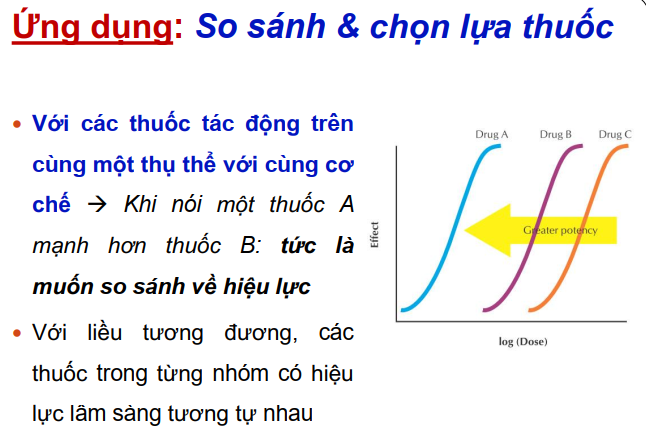 Ứng dụng: So sánh & chọn lựa thuốc
• Với các thuốc tác động trên
cùng một thụ thể với cùng cơ
chế → Khi nói một thuốc A
mạnh hơn thuốc B: tức là
muốn so sánh về hiệu lực
• Với liều tương đương, các
thuốc trong từng nhóm có hiệu
lực lâm sàng tương tự nhau
Drug A Drug B Drug C
Effect
Greater potency
log (Dose)